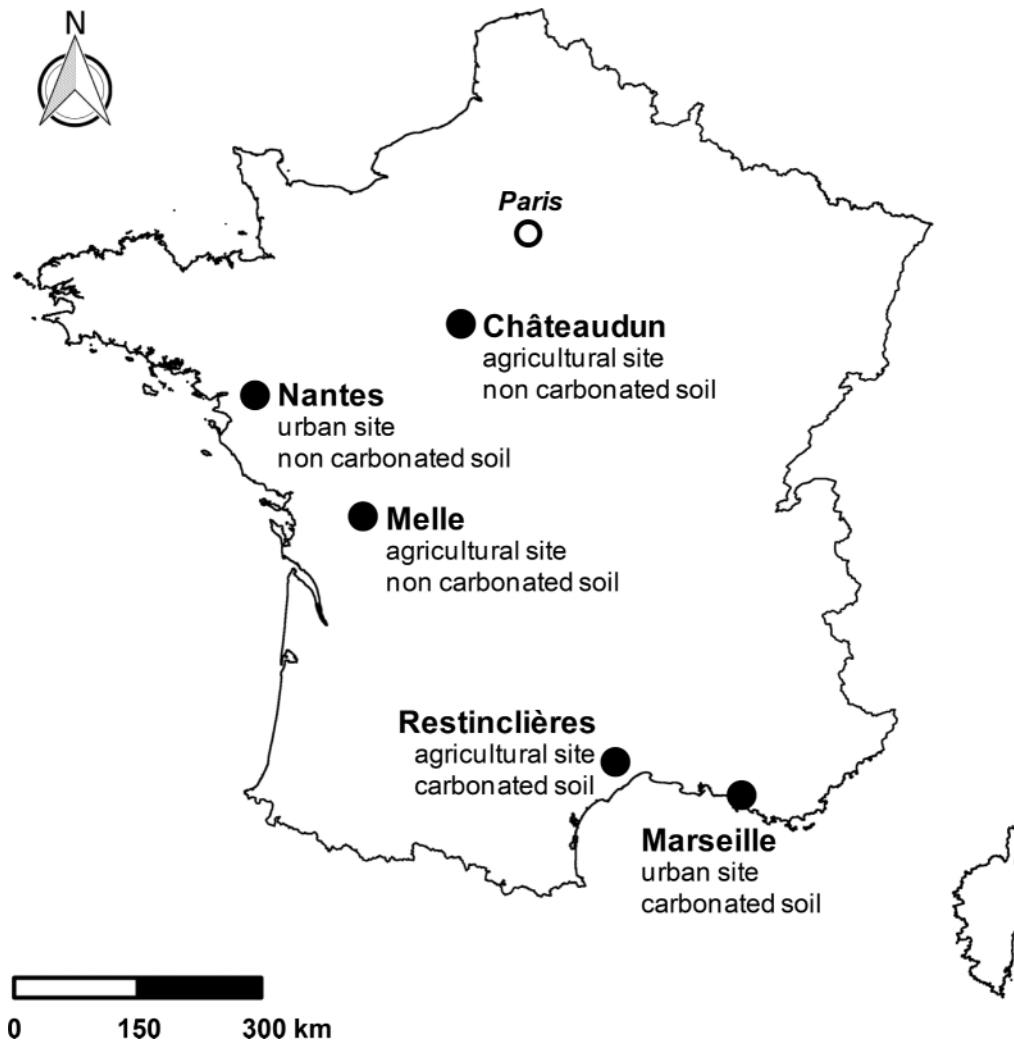 N
Paris
Châteaudun
agricultural site
non carbonated soil
Nantes
urban site
non carbonated soil
Melle
agricultural site
non carbonated soil
Restinclières
agricultural site
carbonated soil
Marseille
urban site
carbonated soil
0 150 300 km